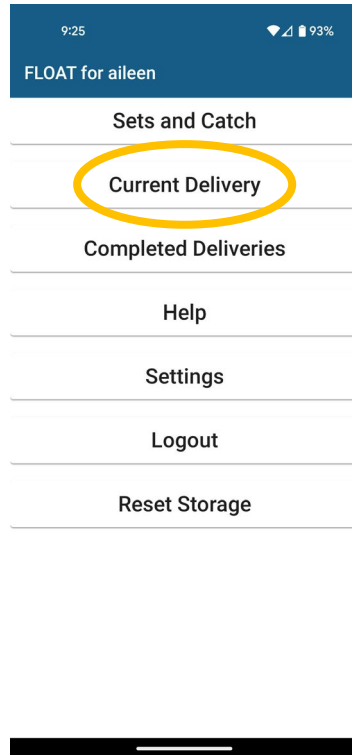 9:25 93%
FLOAT for aileen
Sets and Catch
Current Delivery
Completed Deliveries
Help
Settings
Logout
Reset Storage